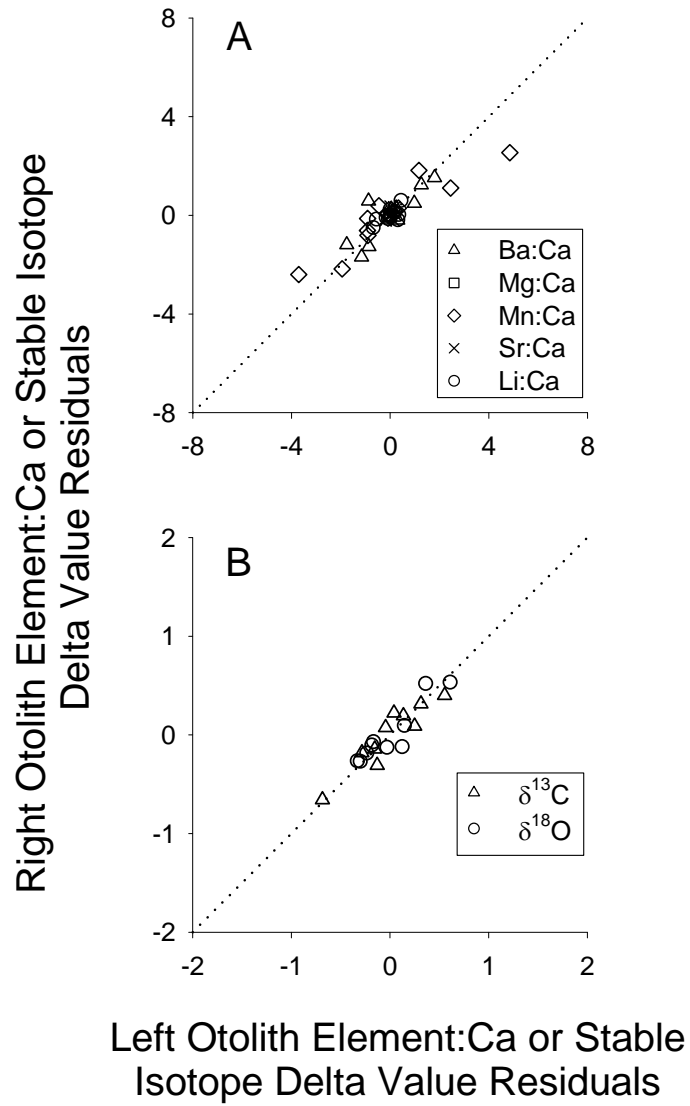 Right Otolith Element:Ca or Stable Isotope
Delta Value Residuals
A
8
4
0
-4
-8
-8
-4
0
4
8
Ba:Ca
Mg:Ca
Mn:Ca
Sr:Ca
Li:Ca
B
2
1
0
-1
-2
-2
-1
0
1
2
δ¹³C
δ¹⁸O
Left Otolith Element:Ca or Stable
Isotope Delta Value Residuals